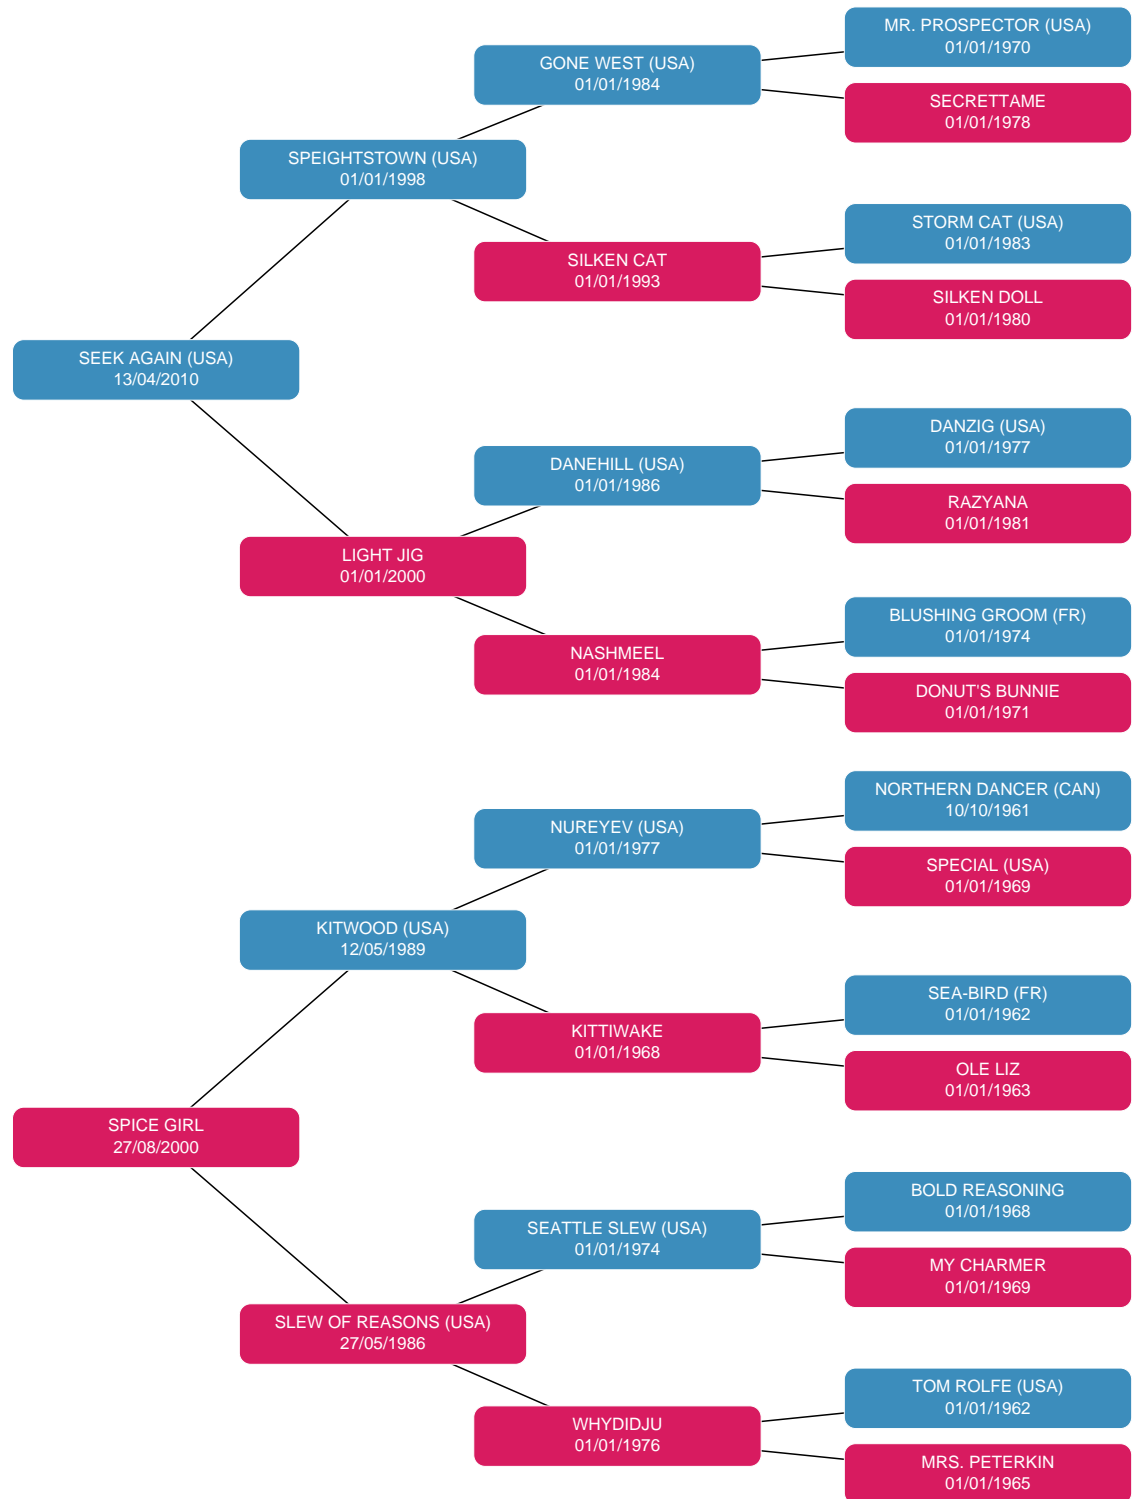 MR. PROSPECTOR (USA)
01/01/1970
GONE WEST (USA)
01/01/1984
SECRETTAME
01/01/1978
SPEIGHTSTOWN (USA)
01/01/1998
STORM CAT (USA)
01/01/1983
SILKEN CAT
01/01/1993
SILKEN DOLL
01/01/1980
SEEK AGAIN (USA)
13/04/2010
DANZIG (USA)
01/01/1977
DANEHILL (USA)
01/01/1986
RAZYANA
01/01/1981
LIGHT JIG
01/01/2000
BLUSHING GROOM (FR)
01/01/1974
NASHMEEL
01/01/1984
DONUT'S BUNNIE
01/01/1971
NORTHERN DANCER (CAN)
10/10/1961
NUREYEV (USA)
01/01/1977
SPECIAL (USA)
01/01/1969
KITWOOD (USA)
12/05/1989
SEA-BIRD (FR)
01/01/1962
KITTIWAKE
01/01/1968
OLE LIZ
01/01/1963
SPICE GIRL
27/08/2000
BOLD REASONING
01/01/1968
SEATTLE SLEW (USA)
01/01/1974
MY CHARMER
01/01/1969
SLEW OF REASONS (USA)
27/05/1986
TOM ROLFE (USA)
01/01/1962
WHYDIDJU
01/01/1976
MRS. PETERKIN
01/01/1965